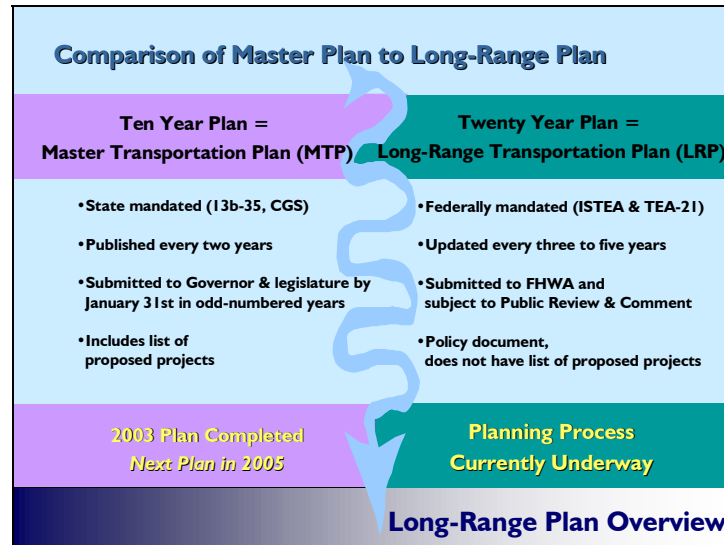 Comparison of Master Plan to Long-Range Plan
Ten Year Plan =
Master Transportation Plan (MTP)
•State mandated (13b-35, CGS)
•Published every two years
•Submitted to Governor & legislature by
January 31st in odd-numbered years
•Includes list of
proposed projects
2003 Plan Completed
Next Plan in 2005
Twenty Year Plan =
Long-Range Transportation Plan (LRP)
•Federally mandated (ISTEA & TEA-21)
•Updated every three to five years
•Submitted to FHWA and
subject to Public Review & Comment
•Policy document,
does not have list of proposed projects
Planning Process
Currently Underway
Long-Range Plan Overview